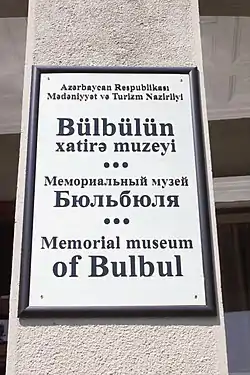 Azərbaycan Respublikası
Mədəniyyət və Turizm Nazirliyi
Bülbülün
xatirə muzeyi
•••
Мемориальный музей
Бюльбюля
•••
Memorial museum
of Bulbul